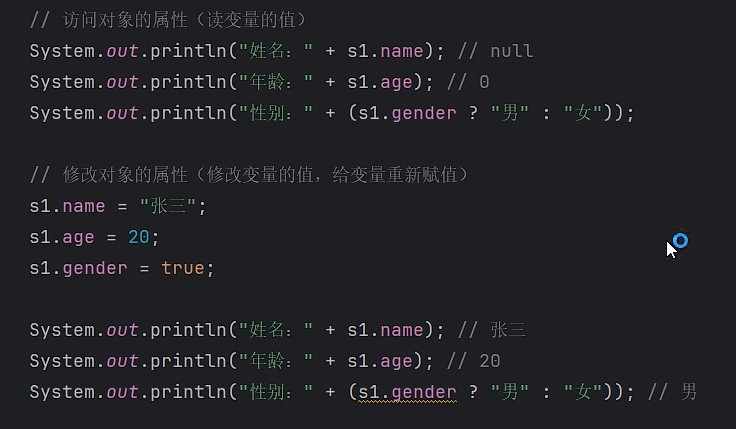 // 访问对象的属性（读变量的值）
System.out.println("姓名：" + s1.name); // null
System.out.println("年龄：" + s1.age); // 0
System.out.println("性别：" + (s1.gender ? "男" : "女"));
// 修改对象的属性（修改变量的值，给变量重新赋值）
s1.name = "张三";
s1.age = 20;
s1.gender = true;
System.out.println("姓名：" + s1.name); // 张三
System.out.println("年龄：" + s1.age); // 20
System.out.println("性别：" + (s1.gender ? "男" : "女")); // 男